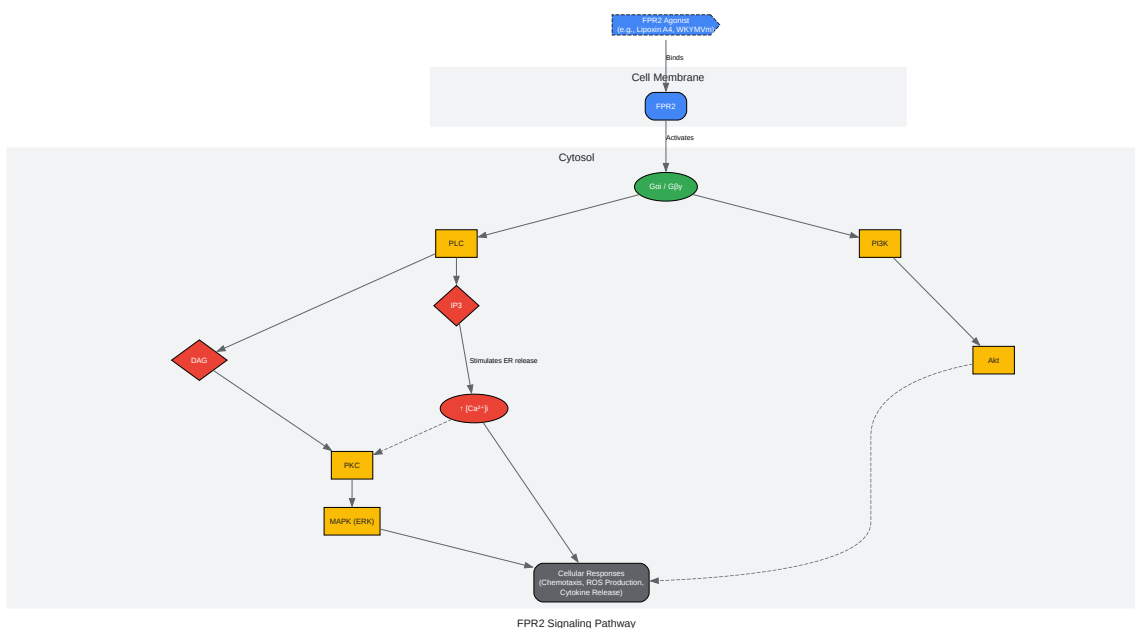 FPR2 Agonist
(e.g., Lipoxin A4, WKYMVm)
Binds
Cell Membrane
FPR2
Activates
Cytosol
Gαi / Gβγ
PLC
PI3K
IP3
DAG
Stimulates ER release
Akt
↑ [Ca²⁺]i
PKC
MAPK (ERK)
Cellular Responses
(Chemotaxis, ROS Production,
Cytokine Release)
FPR2 Signaling Pathway